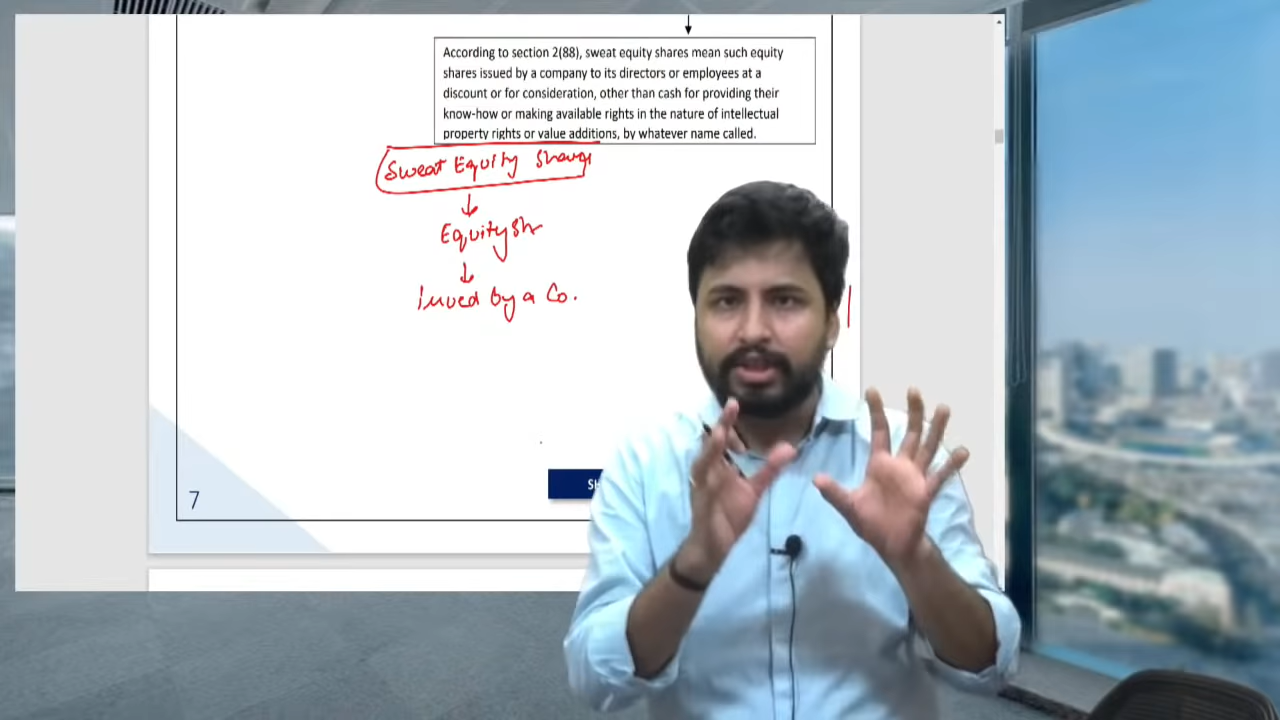 According to section 2(88), sweat equity shares mean such equity
shares issued by a company to its directors or employees at a
discount or for consideration, other than cash for providing their
know-how or making available rights in the nature of intellectual
property rights or value additions, by whatever name called.
Sweat Equity Shares
Equity Sh
issued by a Co.
7